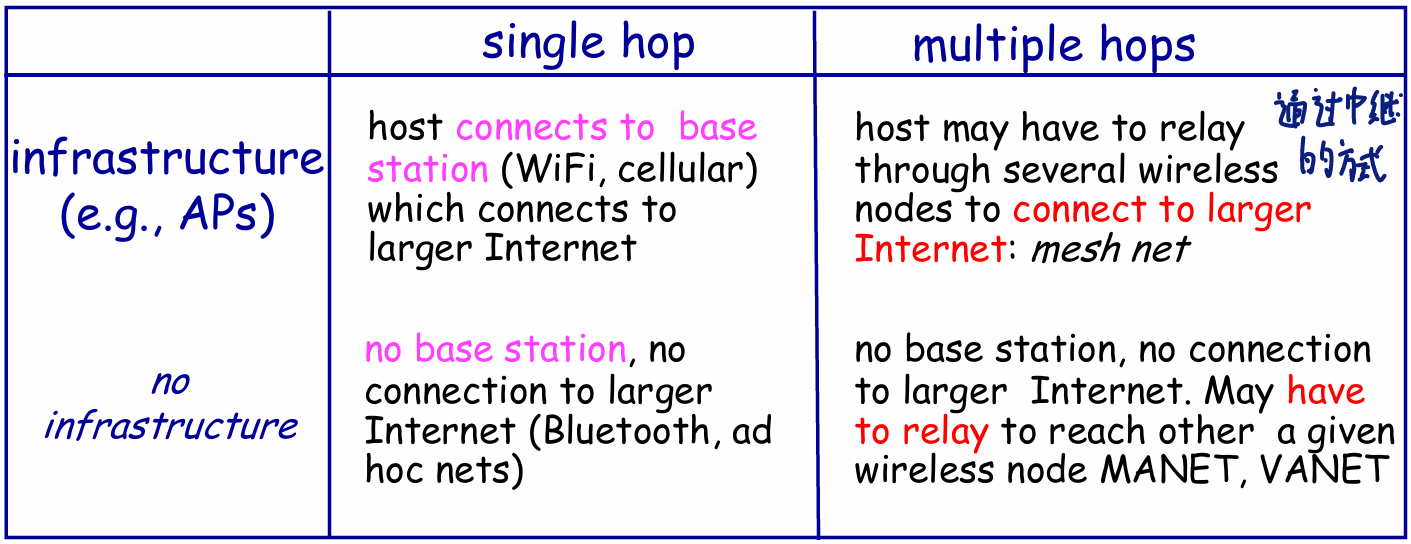 single hop
multiple hops
infrastructure
(e.g., APs)
host connects to base
station (WiFi, cellular)
which connects to
larger Internet
host may have to relay
through several wireless
nodes to connect to larger
Internet: mesh net
通过中继
的方式
no
infrastructure
no base station, no
connection to larger
Internet (Bluetooth, ad
hoc nets)
no base station, no connection
to larger Internet. May have
to relay to reach other a given
wireless node MANET, VANET